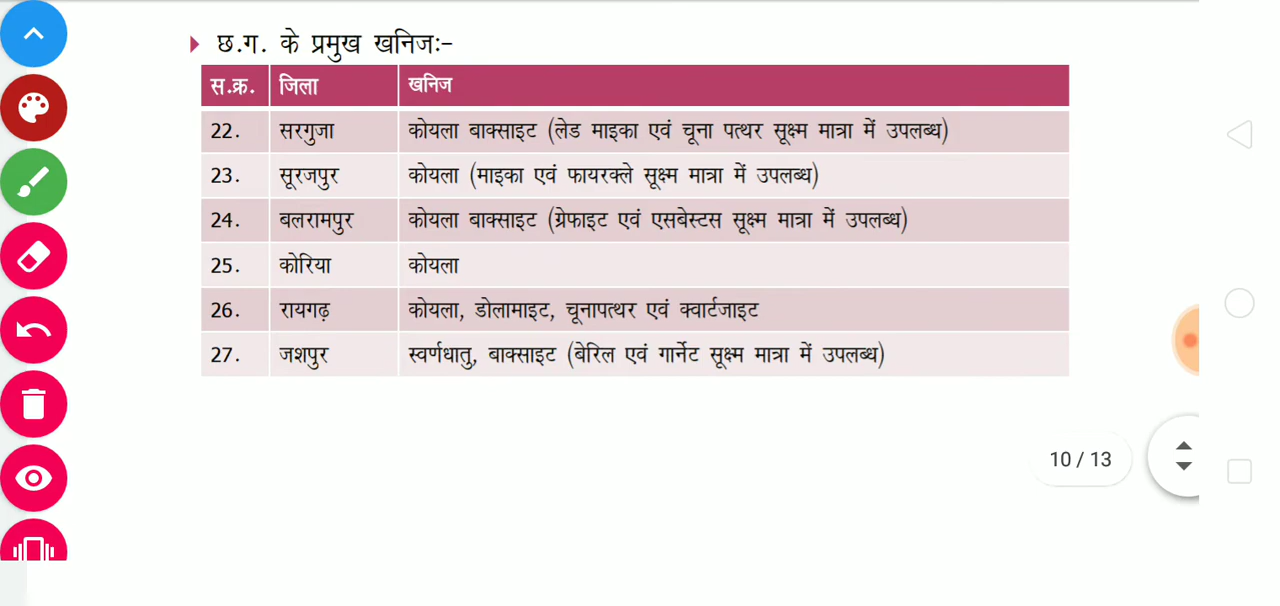 छ.ग. के प्रमुख खनिजः-
स.क्र. जिला खनिज
22. सरगुजा कोयला बाक्साइट (लेड माइका एवं चूना पत्थर सूक्ष्म मात्रा में उपलब्ध)
23. सूरजपुर कोयला (माइका एवं फायरक्ले सूक्ष्म मात्रा में उपलब्ध)
24. बलरामपुर कोयला बाक्साइट (ग्रेफाइट एवं एसबेस्टस सूक्ष्म मात्रा में उपलब्ध)
25. कोरिया कोयला
26. रायगढ़ कोयला, डोलामाइट, चूनापत्थर एवं क्वार्टजाइट
27. जशपुर स्वर्णधातु, बाक्साइट (बेरिल एवं गार्नेट सूक्ष्म मात्रा में उपलब्ध)
10 / 13